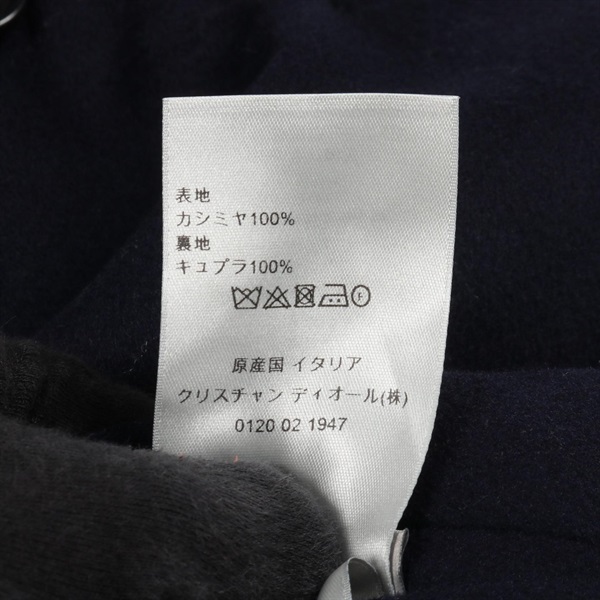 表地
カシミヤ100%
裏地
キュプラ100%
F
原産国 イタリア
クリスチャン ディオール(株)
0120 02 1947